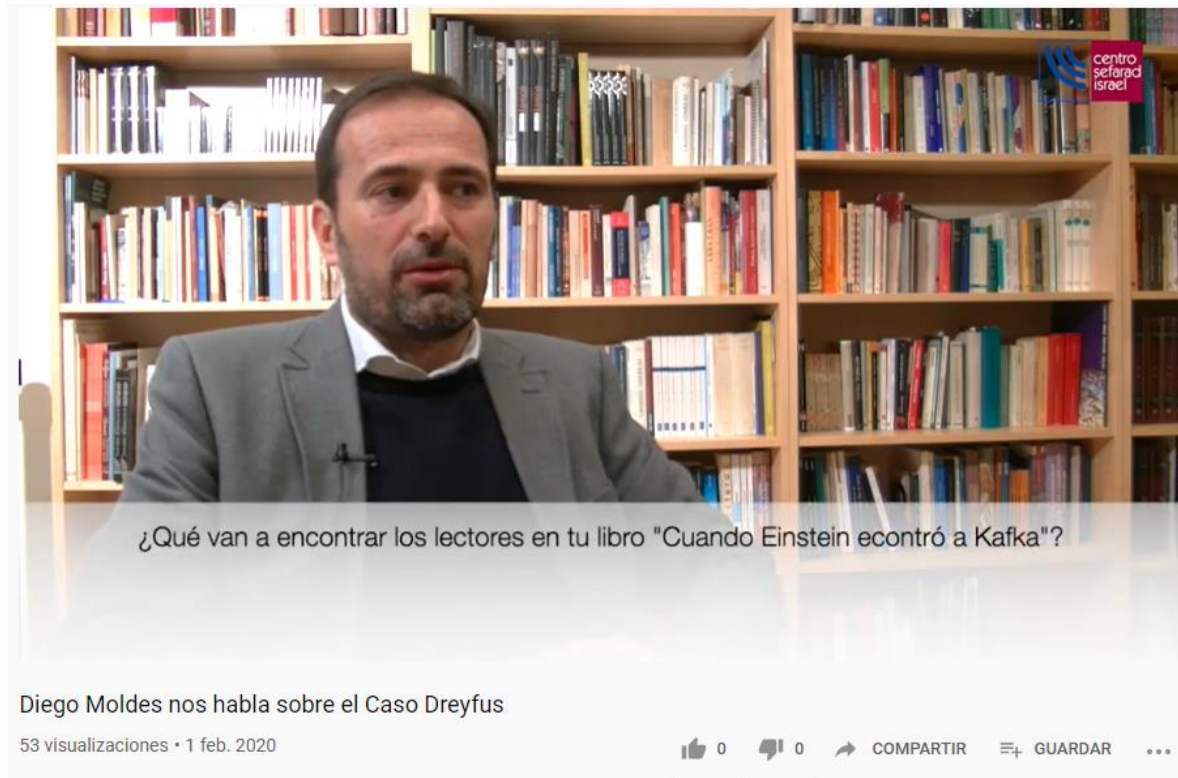 centro
sefarad
israel
¿Qué van a encontrar los lectores en tu libro "Cuando Einstein econtró a Kafka"?
Diego Moldes nos habla sobre el Caso Dreyfus
53 visualizaciones • 1 feb. 2020
0 0 COMPARTIR GUARDAR